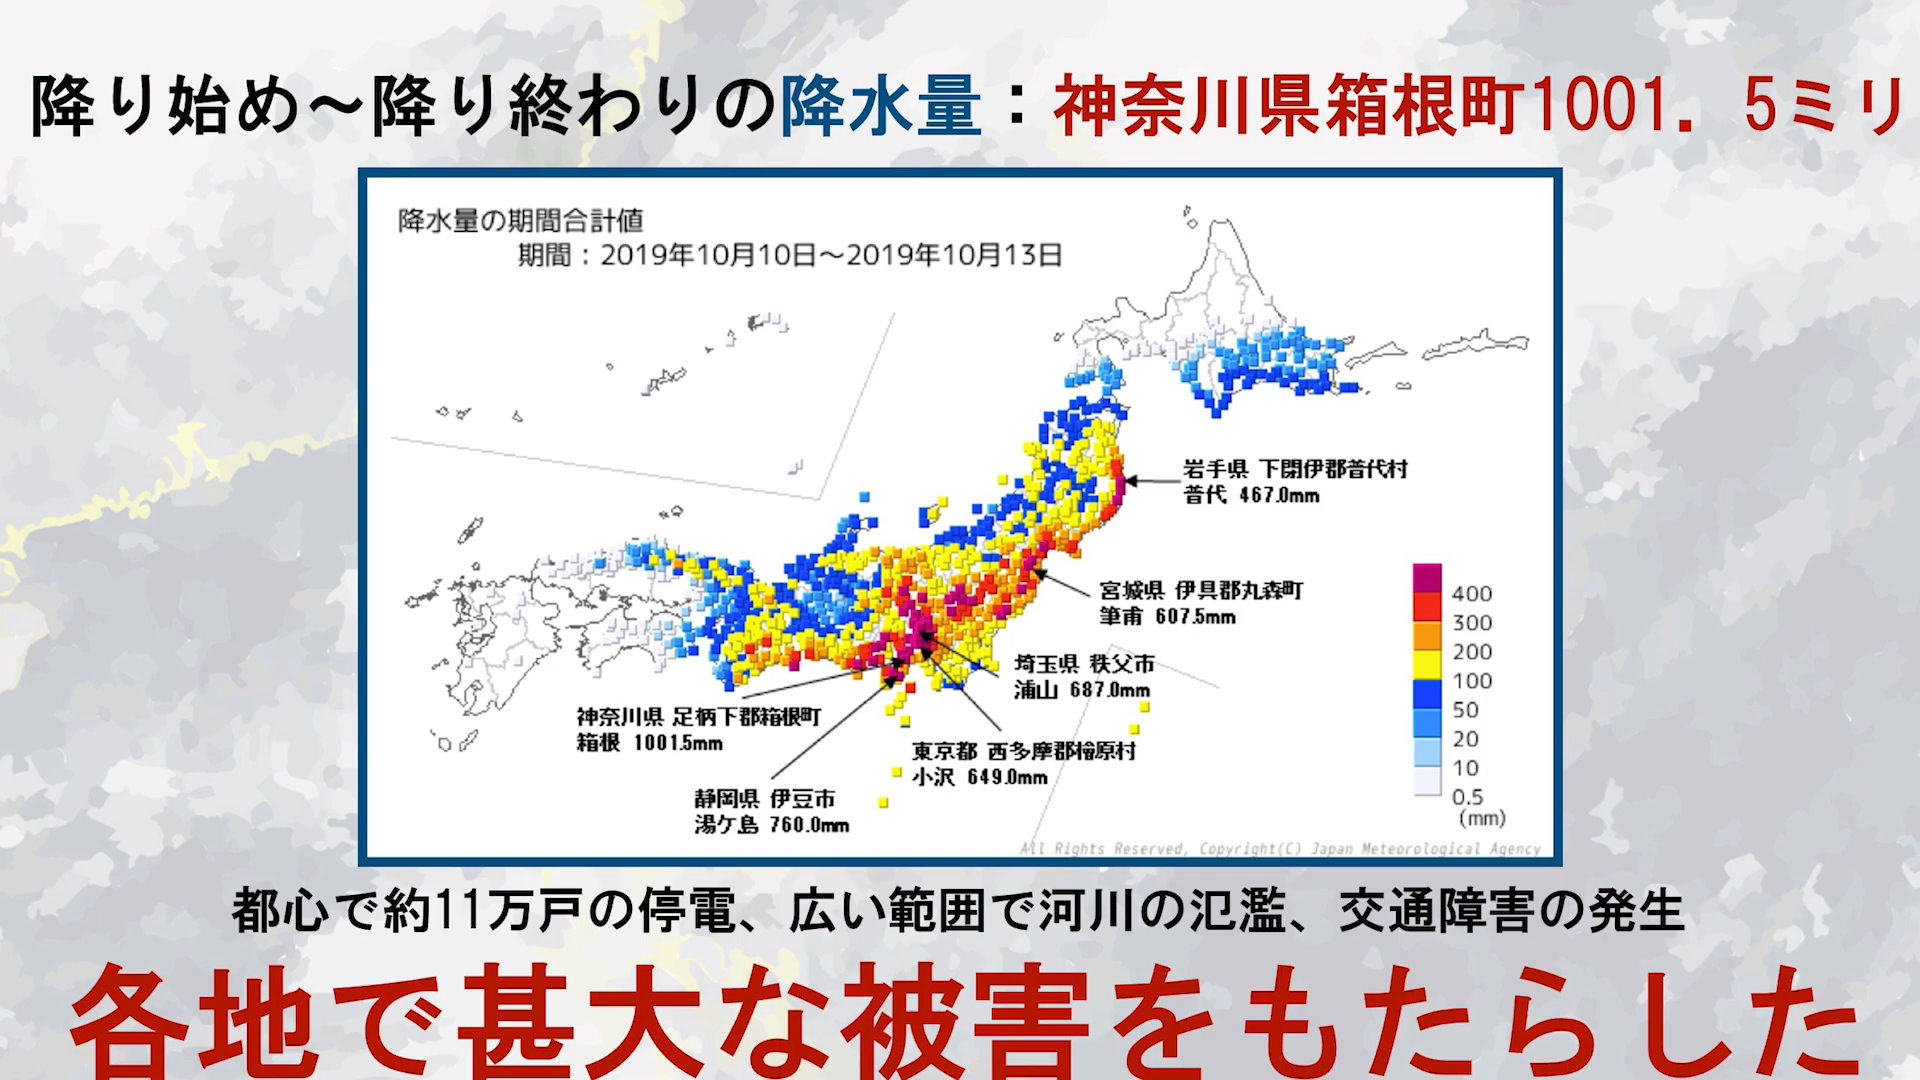 降り始め～降り終わりの降水量：神奈川県箱根町1001．5ミリ
降水量の期間合計値
期間：2019年10月10日～2019年10月13日
岩手県 下閉伊郡普代村
普代 467.0mm
宮城県 伊具郡丸森町
筆甫 607.5mm
埼玉県 秩父市
浦山 687.0mm
神奈川県 足柄下郡箱根町
箱根 1001.5mm
東京都 西多摩郡檜原村
小沢 649.0mm
静岡県 伊豆市
湯ケ島 760.0mm
400
300
200
100
50
20
10
0.5
(mm)
All Rights Reserved, Copyright(C) Japan Meteorological Agency
都心で約11万戸の停電、広い範囲で河川の氾濫、交通障害の発生
各地で甚大な被害をもたらした